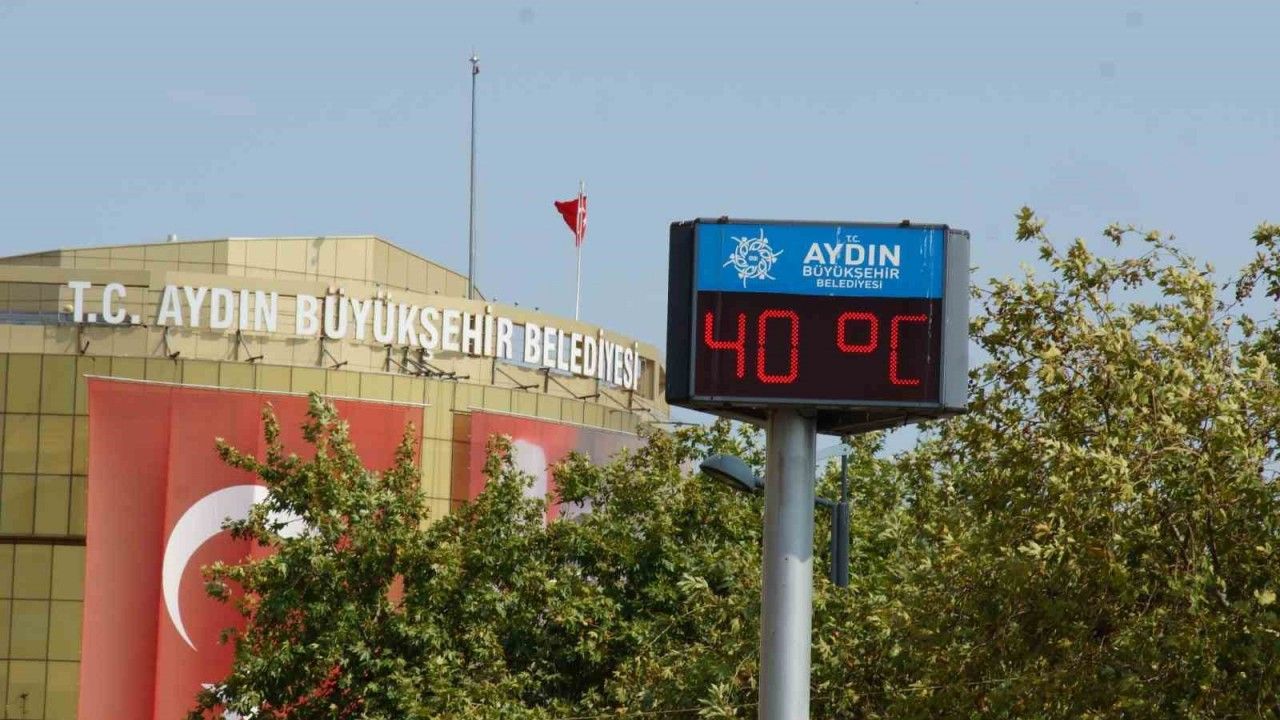 T.C. AYDIN BÜYÜKŞEHİR BELEDİYESİ
T.C.
AYDIN
BÜYÜKŞEHİR
BELEDİYESİ
40 °C